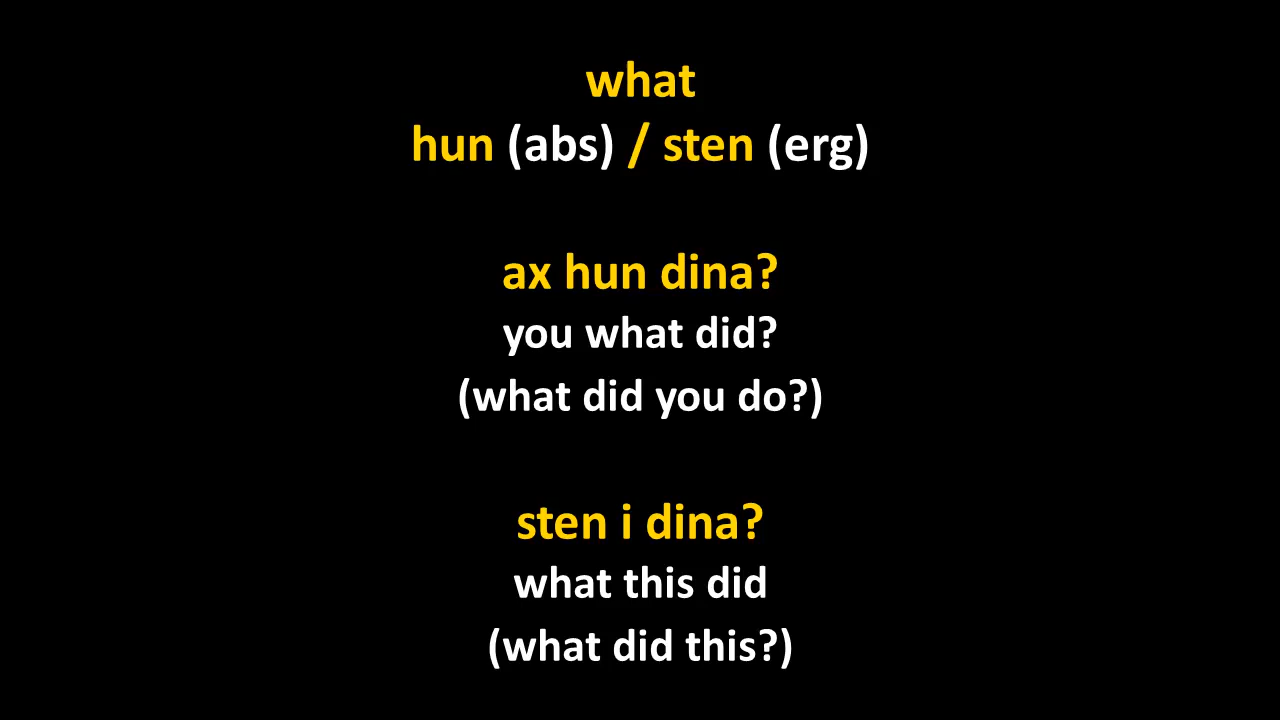 what
hun (abs) / sten (erg)
ax hun dina?
you what did?
(what did you do?)
sten i dina?
what this did
(what did this?)